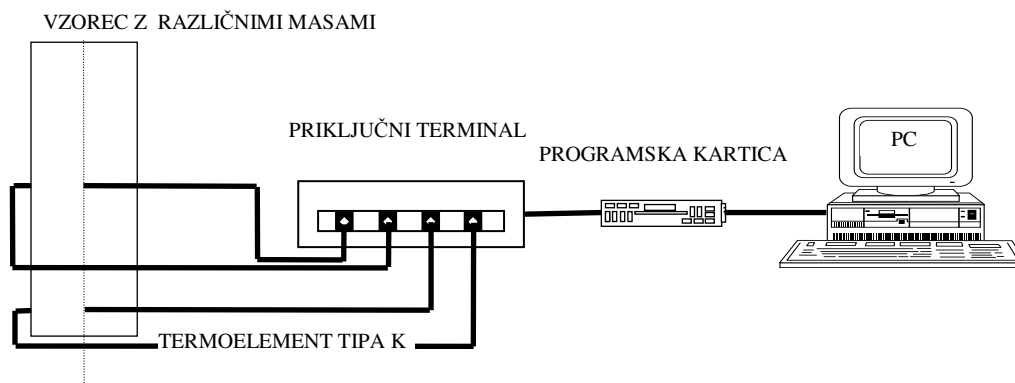 VZOREC Z RAZLIČNIMI MASAMI
PRIKLJUČNI TERMINAL
PROGRAMSKA KARTICA
PC
TERMOELEMENT TIPA K